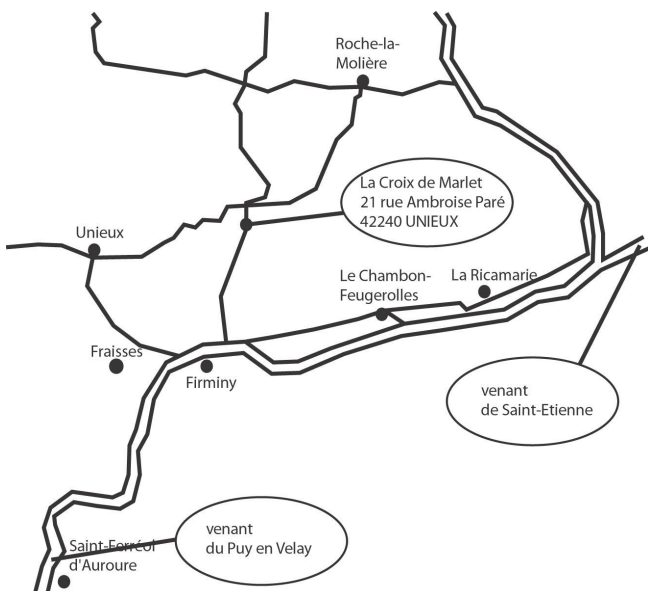 Roche-la-
Molière
La Croix de Marlet
21 rue Ambroise Paré
42240 UNIEUX
Unieux
Le Chambon-
Feugerolles
La Ricamarie
Fraisses
Firminy
venant
de Saint-Etienne
venant
du Puy en Velay
Saint-Ferréol
d'Auroure